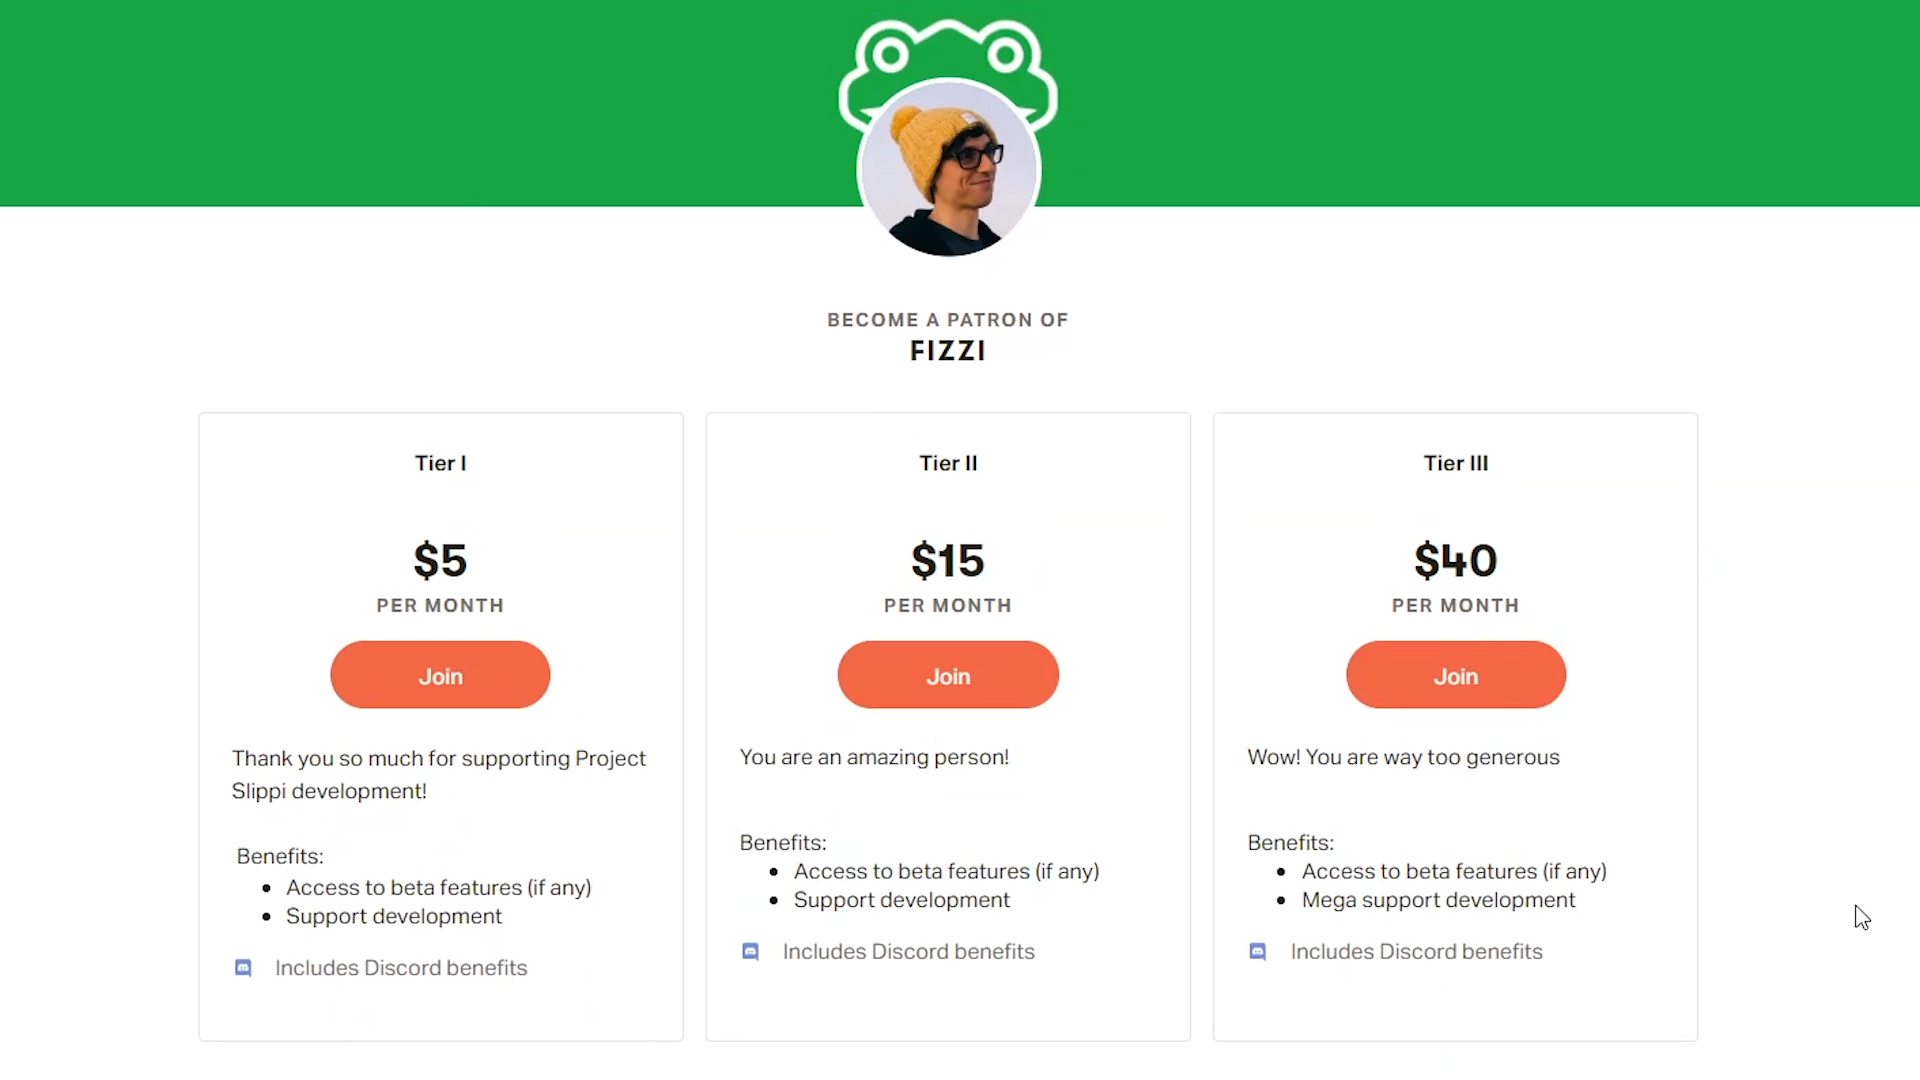 BECOME A PATRON OF
FIZZI
Tier I
$5
PER MONTH
Join
Thank you so much for supporting Project
Slippi development!
Benefits:
• Access to beta features (if any)
• Support development
Includes Discord benefits
Tier II
$15
PER MONTH
Join
You are an amazing person!
Benefits:
• Access to beta features (if any)
• Support development
Includes Discord benefits
Tier III
$40
PER MONTH
Join
Wow! You are way too generous
Benefits:
• Access to beta features (if any)
• Mega support development
Includes Discord benefits